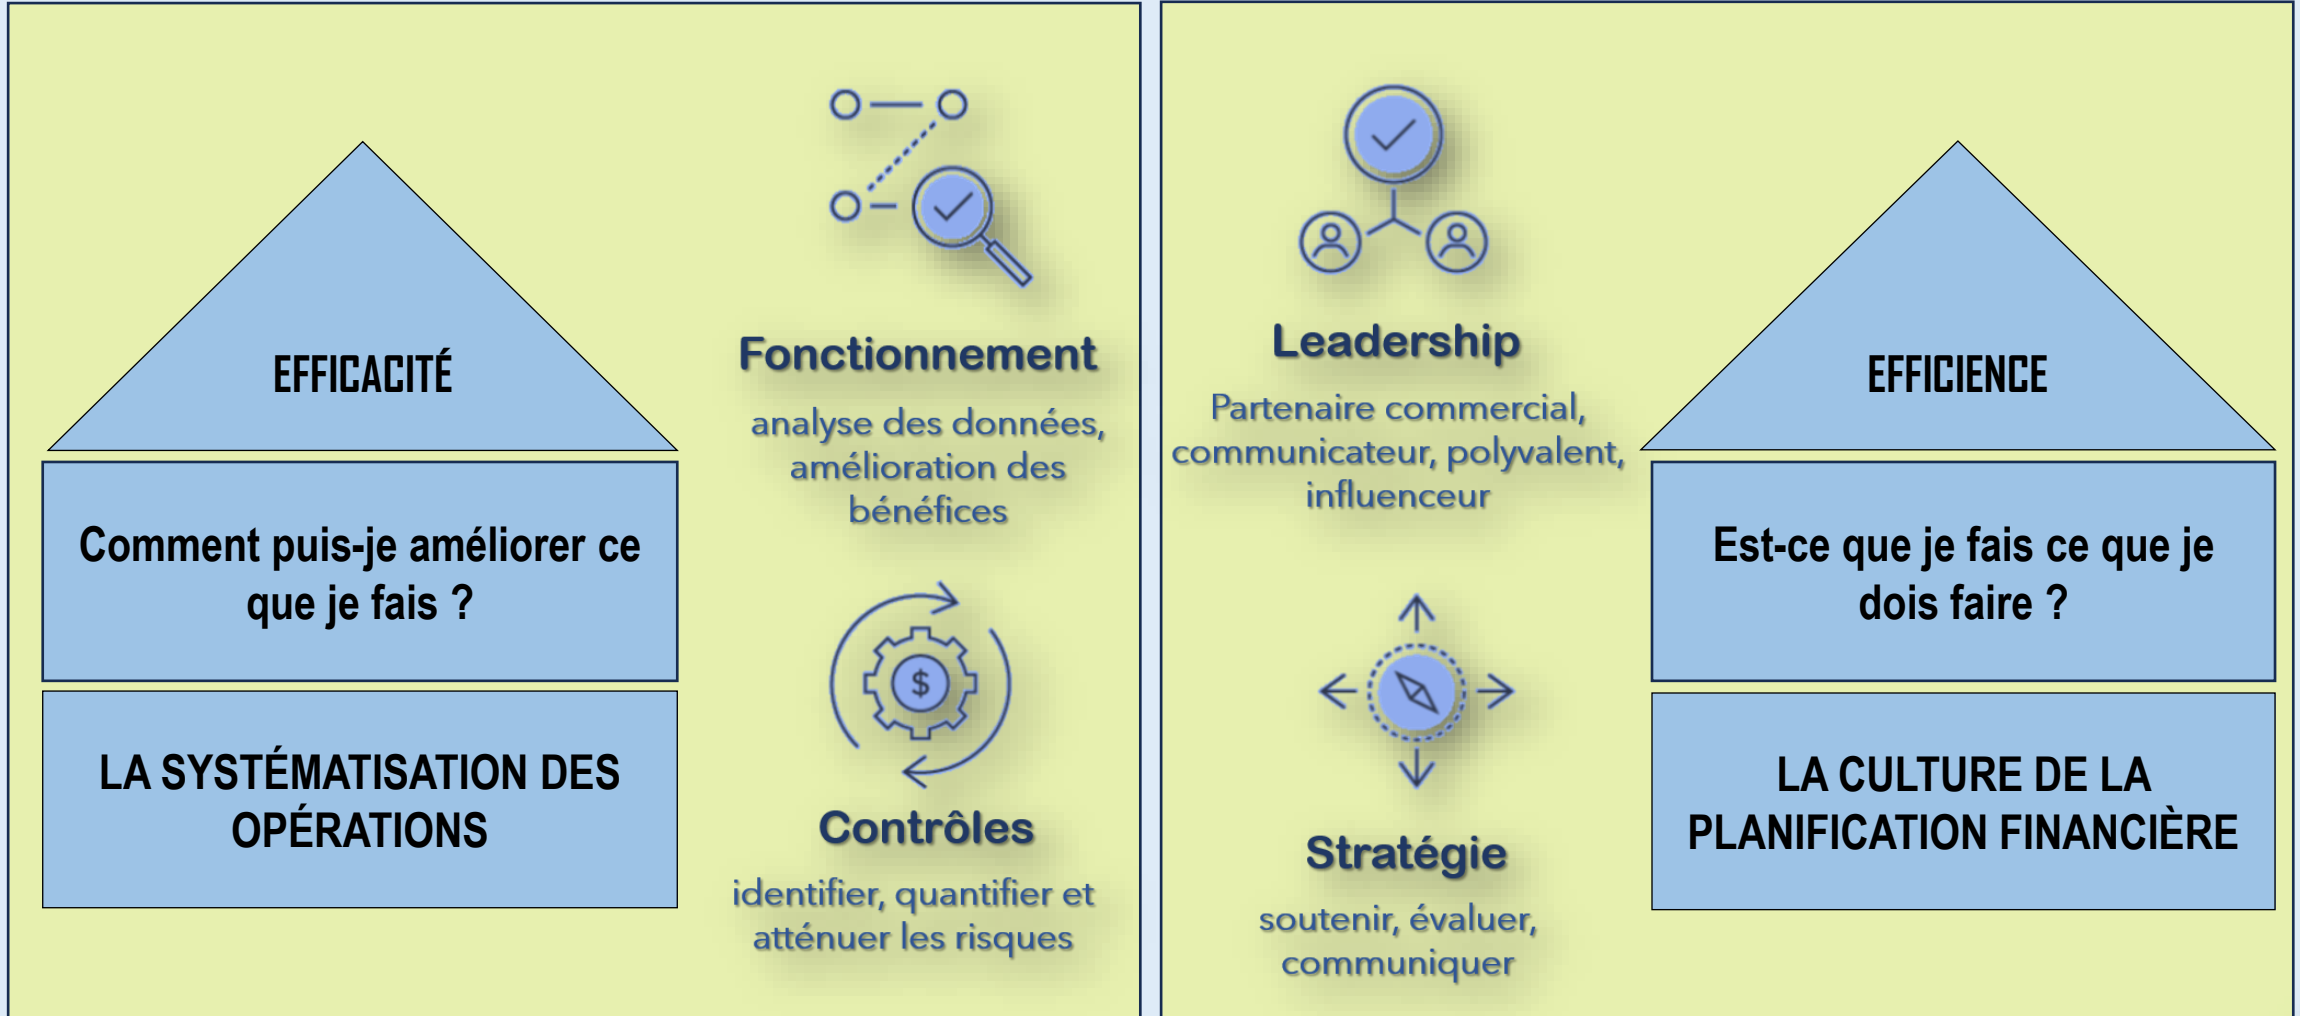 EFFICACITÉ
Comment puis-je améliorer ce
que je fais ?
LA SYSTÉMATISATION DES
OPÉRATIONS
Fonctionnement
analyse des données,
amélioration des
bénéfices
$
Contrôles
identifier, quantifier et
atténuer les risques
Leadership
Partenaire commercial,
communicateur, polyvalent,
influenceur
Stratégie
soutenir, évaluer,
communiquer
EFFICIENCE
Est-ce que je fais ce que je
dois faire ?
LA CULTURE DE LA
PLANIFICATION FINANCIÈRE